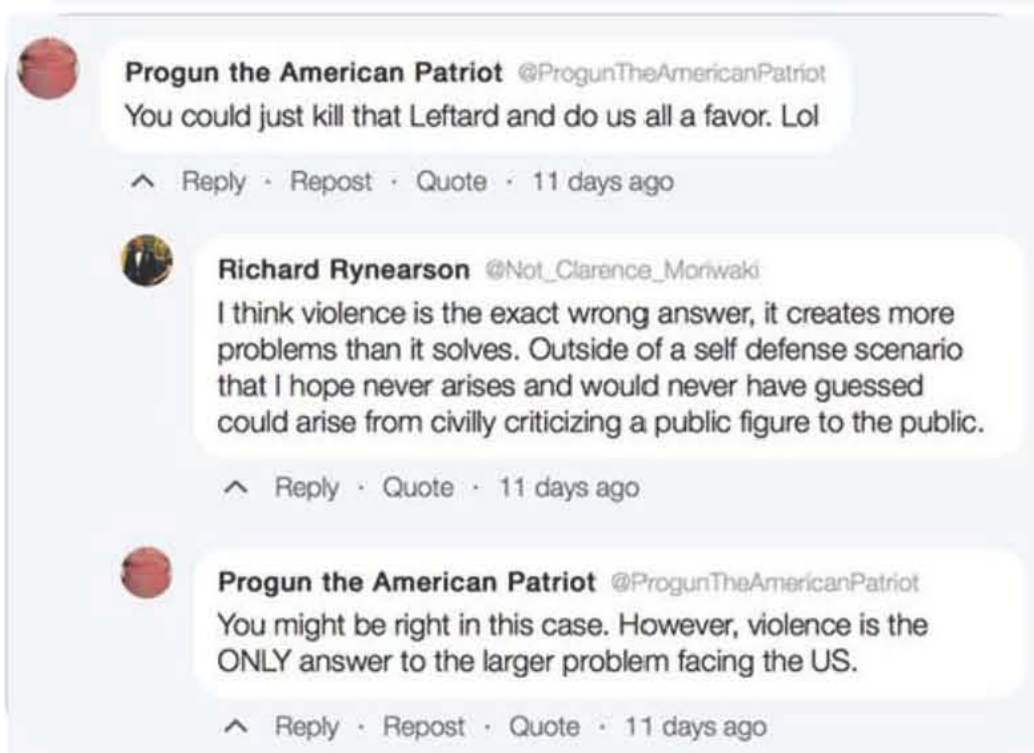 Progun the American Patriot @ProgunTheAmericanPatriot
You could just kill that Leftard and do us all a favor. Lol
Reply · Repost · Quote · 11 days ago
Richard Rynearson @Not_Clarence_Moriwaki
I think violence is the exact wrong answer, it creates more
problems than it solves. Outside of a self defense scenario
that I hope never arises and would never have guessed
could arise from civilly criticizing a public figure to the public.
Reply · Quote · 11 days ago
Progun the American Patriot @ProgunTheAmericanPatriot
You might be right in this case. However, violence is the
ONLY answer to the larger problem facing the US.
Reply · Repost · Quote · 11 days ago